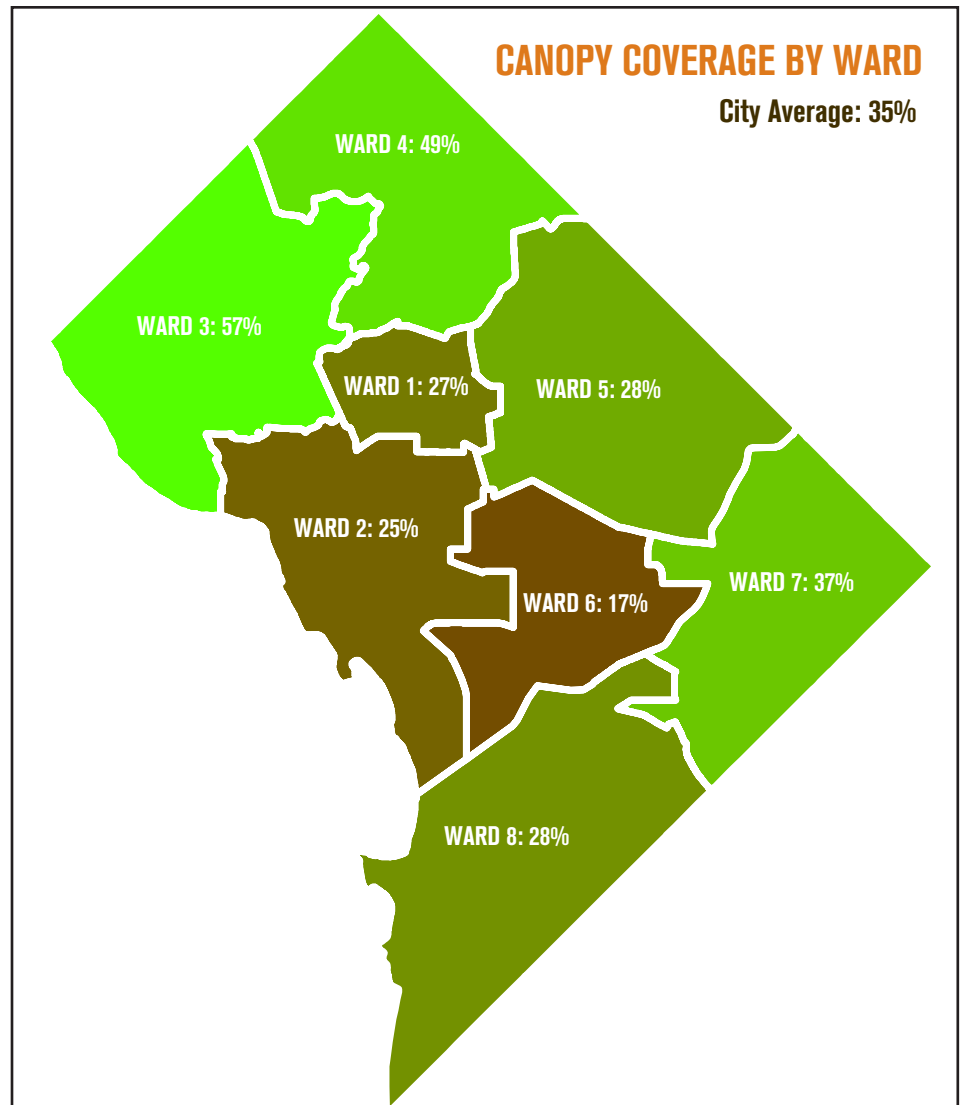 CANOPY COVERAGE BY WARD
City Average: 35%
WARD 4: 49%
WARD 3: 57%
WARD 1: 27%
WARD 5: 28%
WARD 2: 25%
WARD 7: 37%
WARD 6: 17%
WARD 8: 28%